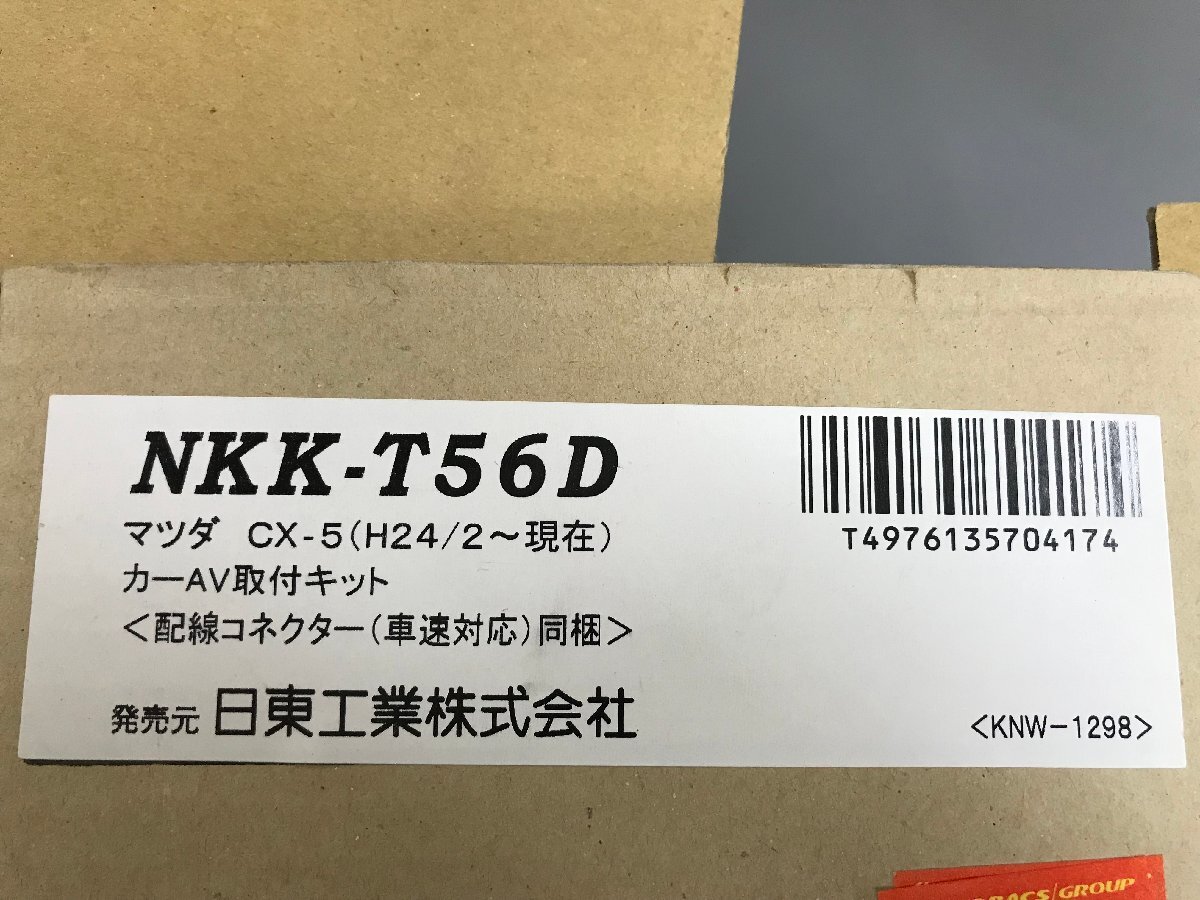 NKK-T56D
マツダ CX-5(H24/2～現在)
カーAV取付キット
<配線コネクター(車速対応)同梱>
発売元 日東工業株式会社
T4976135704174
<KNW-1298>
BACS/GROUP